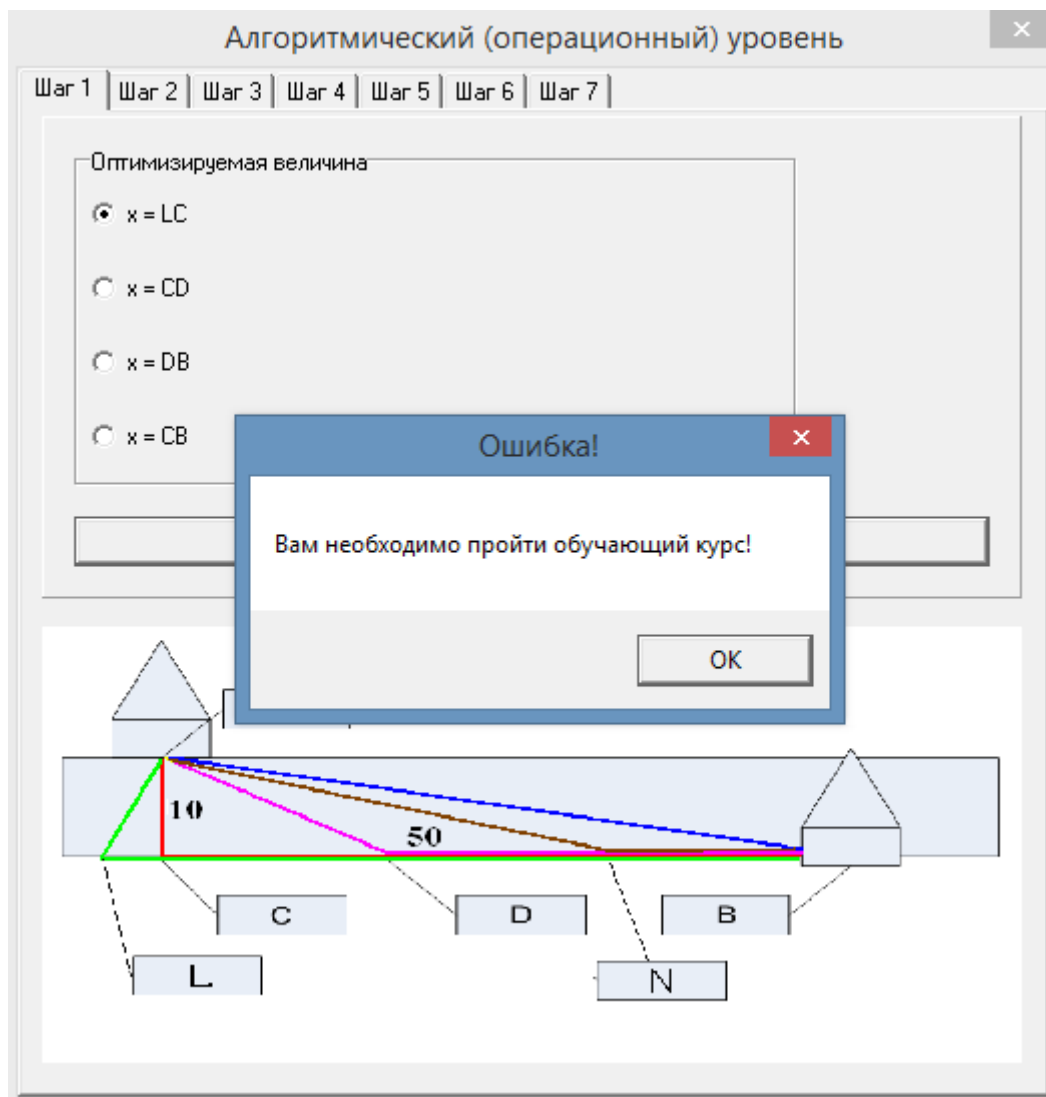 Алгоритмический (операционный) уровень
Шаг 1 Шаг 2 Шаг 3 Шаг 4 Шаг 5 Шаг 6 Шаг 7
Оптимизируемая величина
x = LC
x = CD
x = DB
x = CB
Ошибка!
Вам необходимо пройти обучающий курс!
OK
10
50
C
D
B
L
N